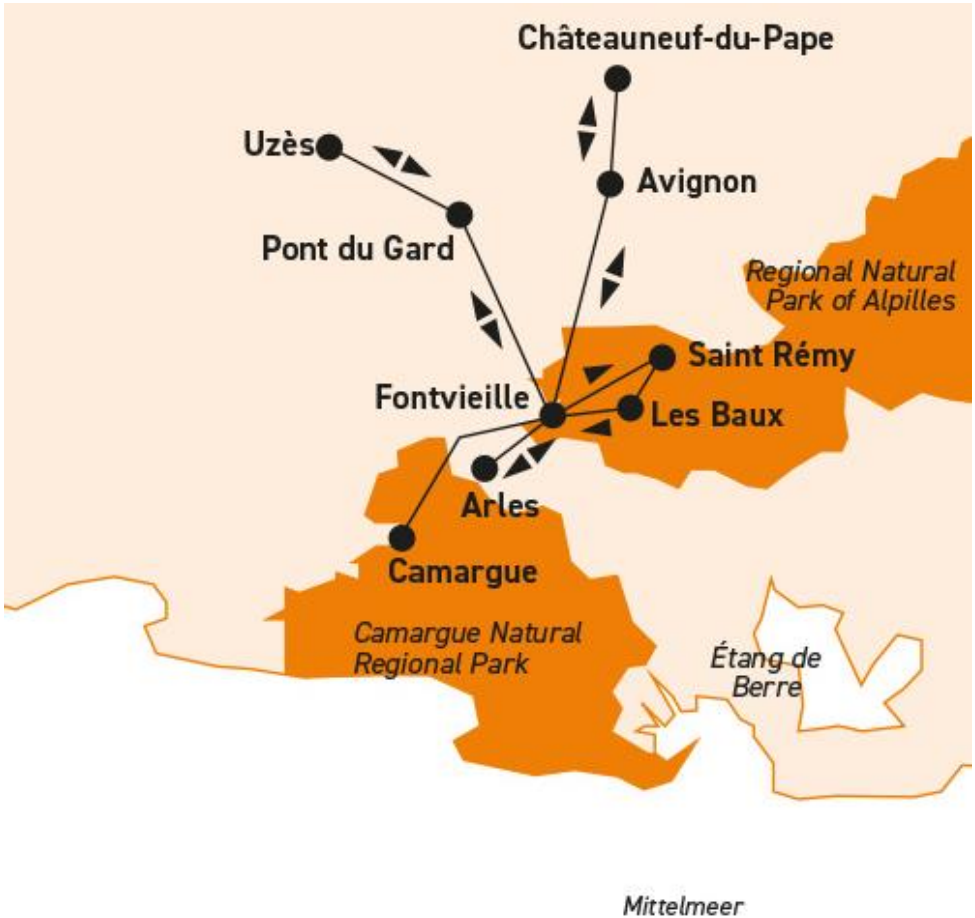 Châteauneuf-du-Pape
Uzès
Avignon
Pont du Gard
Regional Natural
Park of Alpilles
Saint Rémy
Fontvieille
Les Baux
Arles
Camargue
Camargue Natural
Regional Park
Étang de
Berre
Mittelmeer